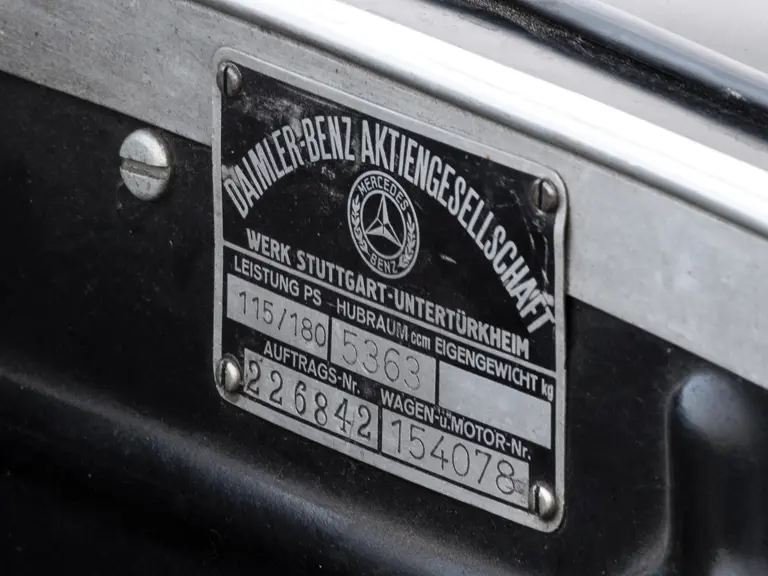 DAIMLER-BENZ AKTIENGESELLSCHAFT
MERCEDES
BENZ
WERK STUTTGART-UNTERTÜRKHEIM
LEISTUNG PS HUBRAUM ccm EIGENGEWICHT kg
115/180 5363
AUFTRAGS-Nr. WAGEN-ü.MOTOR-Nr.
226842 154078